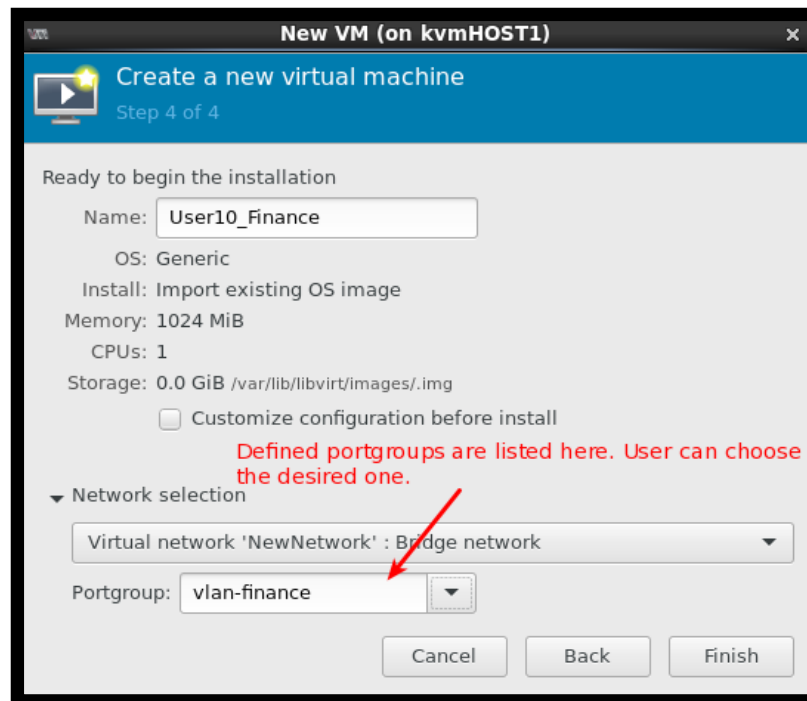 New VM (on kvmHOST1)
Create a new virtual machine
Step 4 of 4
Ready to begin the installation
Name: User10_Finance
OS: Generic
Install: Import existing OS image
Memory: 1024 MiB
CPUs: 1
Storage: 0.0 GiB /var/lib/libvirt/images/.img
Customize configuration before install
Defined portgroups are listed here. User can choose
the desired one.
Network selection
Virtual network 'NewNetwork' : Bridge network
Portgroup: vlan-finance
Cancel Back Finish